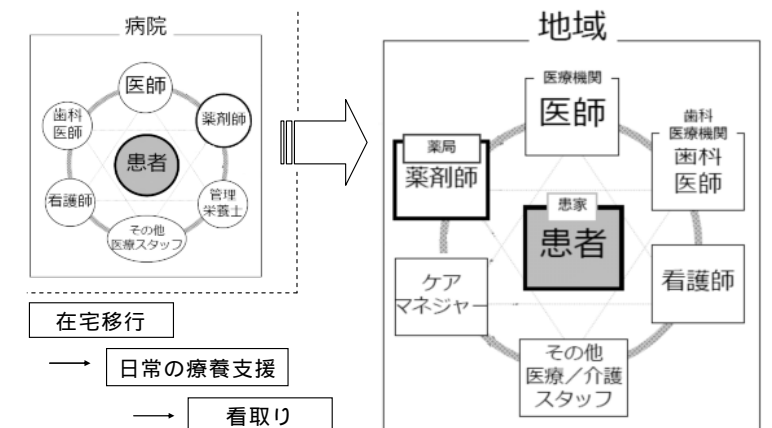 病院
医師
歯科
医師
薬剤師
患者
看護師
管理
栄養士
その他
医療スタッフ
在宅移行
日常の療養支援
看取り
地域
医療機関
医師
歯科
医療機関
歯科
医師
薬局
薬剤師
患家
患者
ケア
マネジャー
看護師
その他
医療／介護
スタッフ